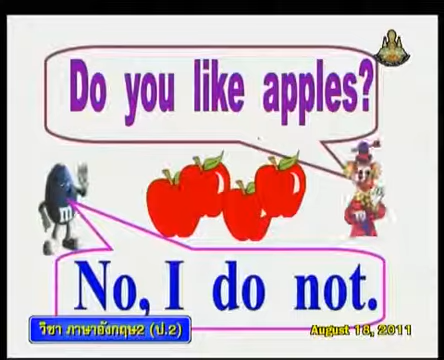 Do you like apples?
m
No, I do not.
วิชา ภาษาอังกฤษ2 (ป.2)
August 18, 2011